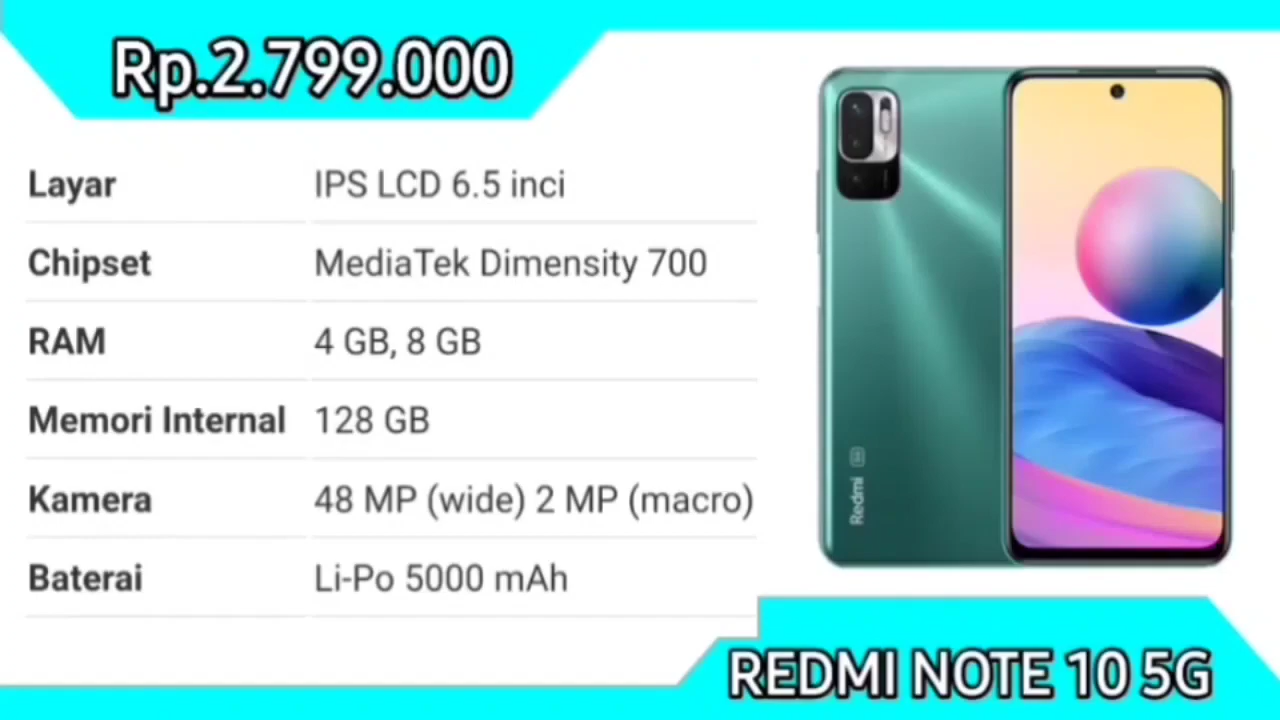 Rp.2.799.000
Layar IPS LCD 6.5 inci
Chipset MediaTek Dimensity 700
RAM 4 GB, 8 GB
Memori Internal 128 GB
Kamera 48 MP (wide) 2 MP (macro)
Baterai Li-Po 5000 mAh
Redmi
REDMI NOTE 10 5G